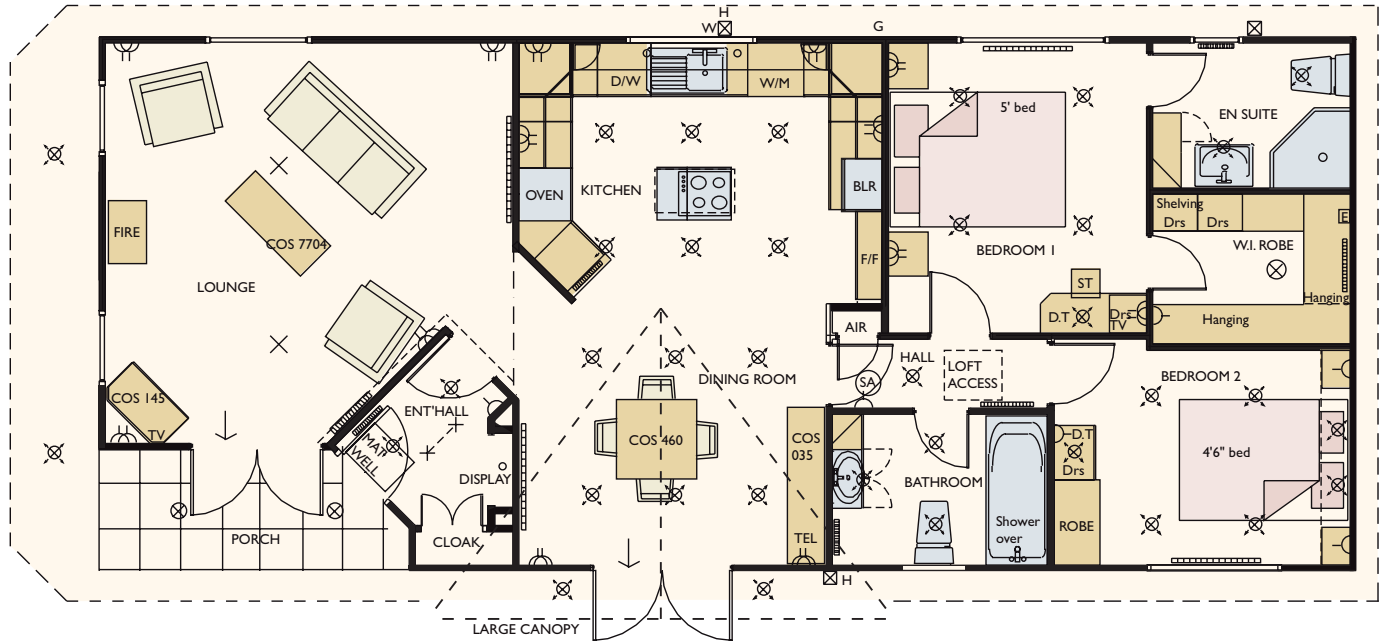 H
W
G
D/W
W/M
5' bed
EN SUITE
OVEN
KITCHEN
BLR
Shelving
Drs
Drs
E
FIRE
COS 7704
BEDROOM 1
W.I. ROBE
F/F
LOUNGE
ST
Hanging
D.T
Drs
TV
Hanging
AIR
HALL
LOFT
ACCESS
DINING ROOM
SA
BEDROOM 2
COS 145
TV
ENT'HALL
MAT
WELL
COS 460
COS
035
D.T
Drs
4'6" bed
DISPLAY
BATHROOM
PORCH
CLOAK
TEL
Shower
over
ROBE
H
LARGE CANOPY